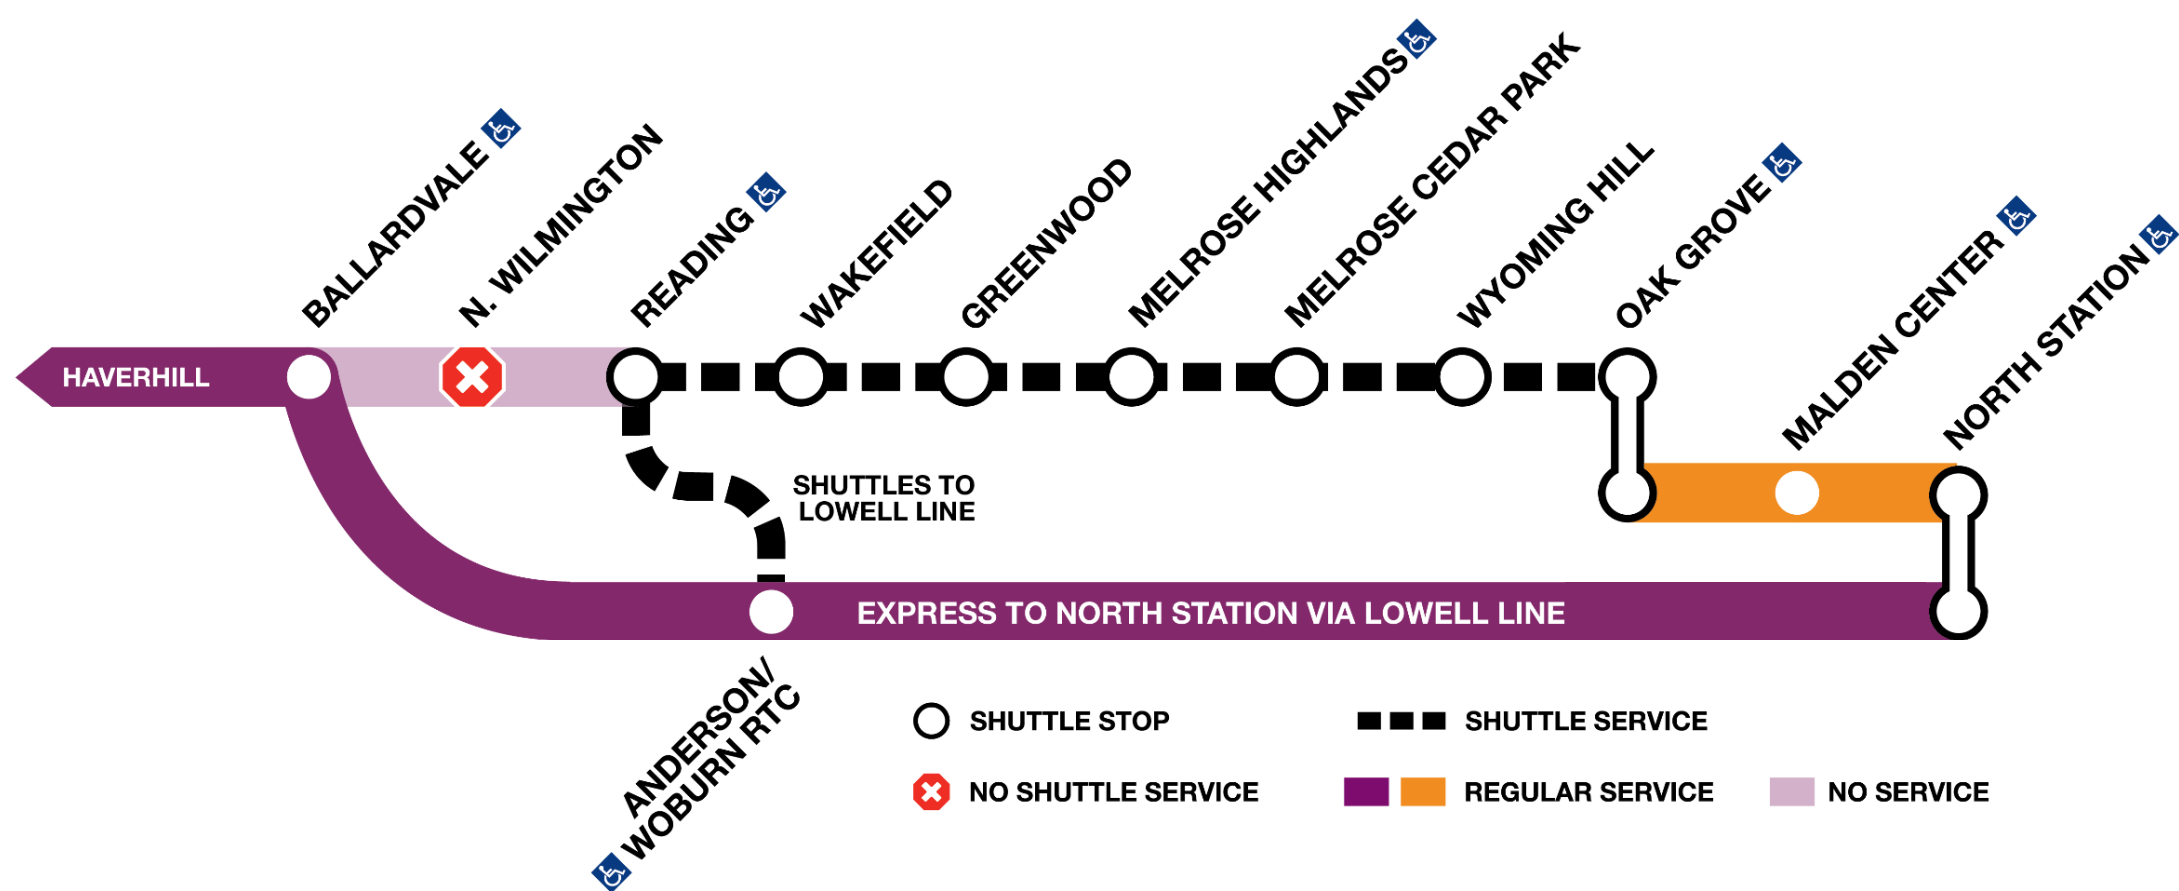 BALLARDVALE
N. WILMINGTON
READING
WAKEFIELD
GREENWOOD
MELROSE HIGHLANDS
MELROSE CEDAR PARK
WYOMING HILL
OAK GROVE
MALDEN CENTER
NORTH STATION
HAVERHILL
SHUTTLES TO
LOWELL LINE
EXPRESS TO NORTH STATION VIA LOWELL LINE
ANDERSON/
WOBURN RTC
SHUTTLE STOP
SHUTTLE SERVICE
NO SHUTTLE SERVICE
REGULAR SERVICE
NO SERVICE